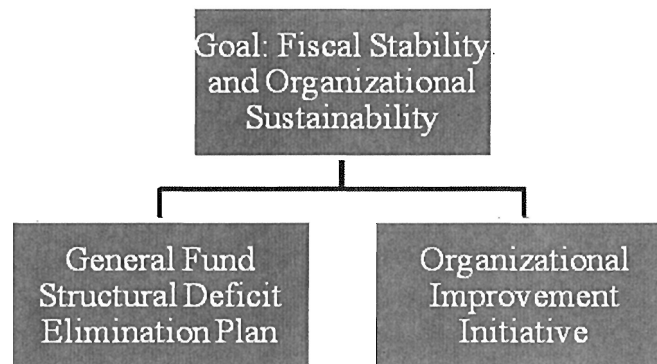 Goal: Fiscal Stability
and Organizational
Sustainability
General Fund
Structural Deficit
Elimination Plan
Organizational
Improvement
Initiative